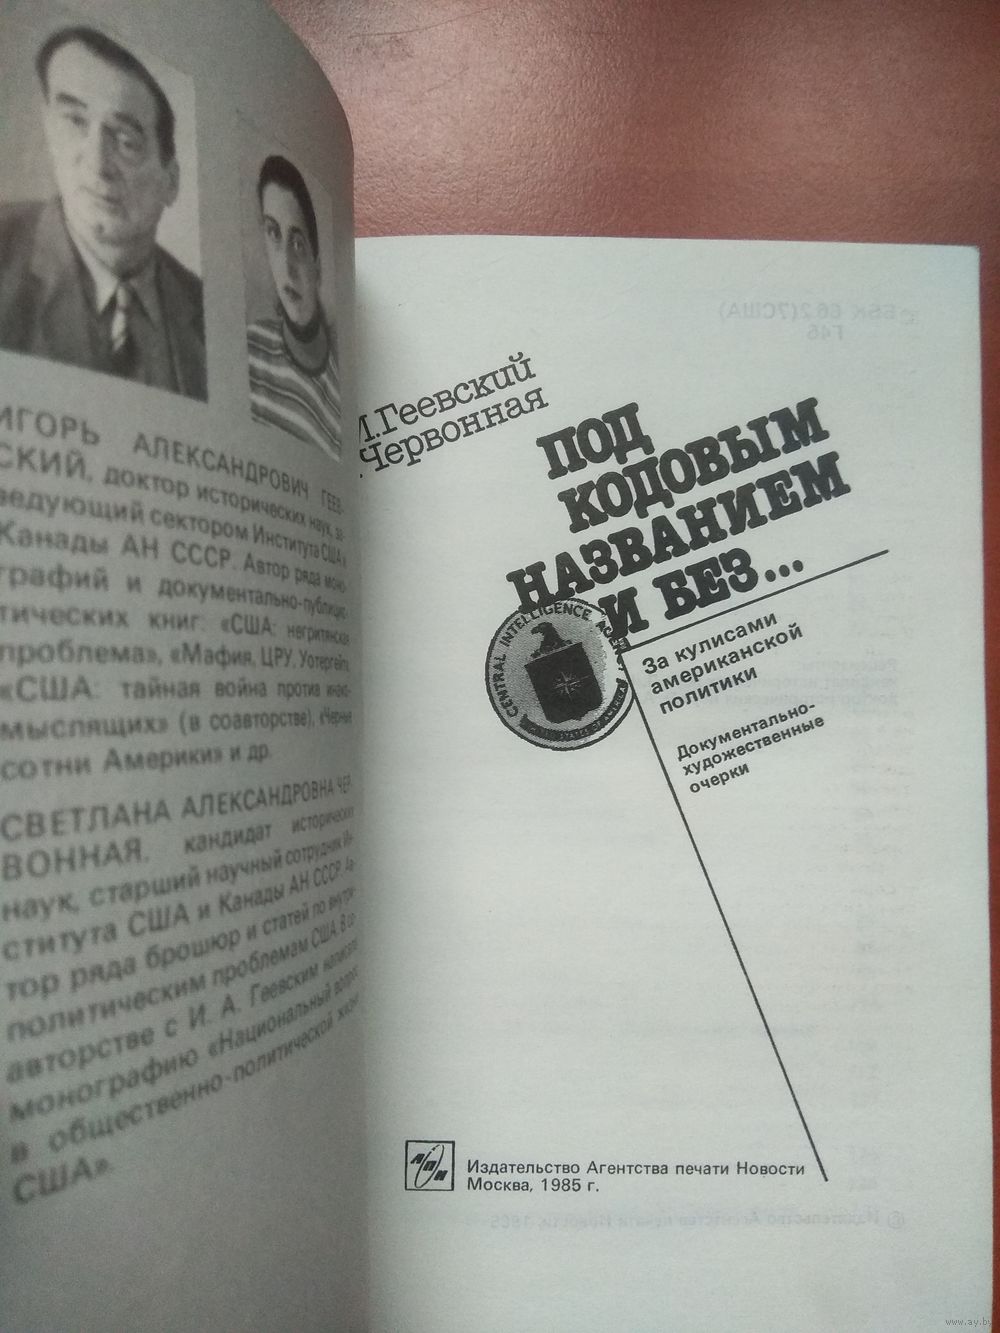 ИГОРЬ АЛЕКСАНДРОВИЧ ГЕЕВ-
СКИЙ, доктор исторических наук, за-
ведующий сектором Института США и
Канады АН СССР. Автор ряда моно-
графий и документально-публицис-
тических книг: «США: негритянская
проблема», «Мафия, ЦРУ, Уотергейт»,
«США: тайная война против инако-
мыслящих» (в соавторстве), «Черные
сотни Америки» и др.
СВЕТЛАНА АЛЕКСАНДРОВНА ЧЕР-
ВОННАЯ, кандидат исторических
наук, старший научный сотрудник Ин-
ститута США и Канады АН СССР. Ав-
тор ряда брошюр и статей по внутри-
политическим проблемам США. В со-
авторстве с И. А. Геевским написала
монографию «Национальный вопрос
в общественно-политической жизни
США».
И.Геевский
Червонная
ПОД
КОДОВЫМ
НАЗВАНИЕМ
И БЕЗ...
CENTRAL INTELLIGENCE AGENCY
За кулисами
американской
политики
Документально-
художественные
очерки
АПН
Издательство Агентства печати Новости
Москва, 1985 г.
www.ay.by